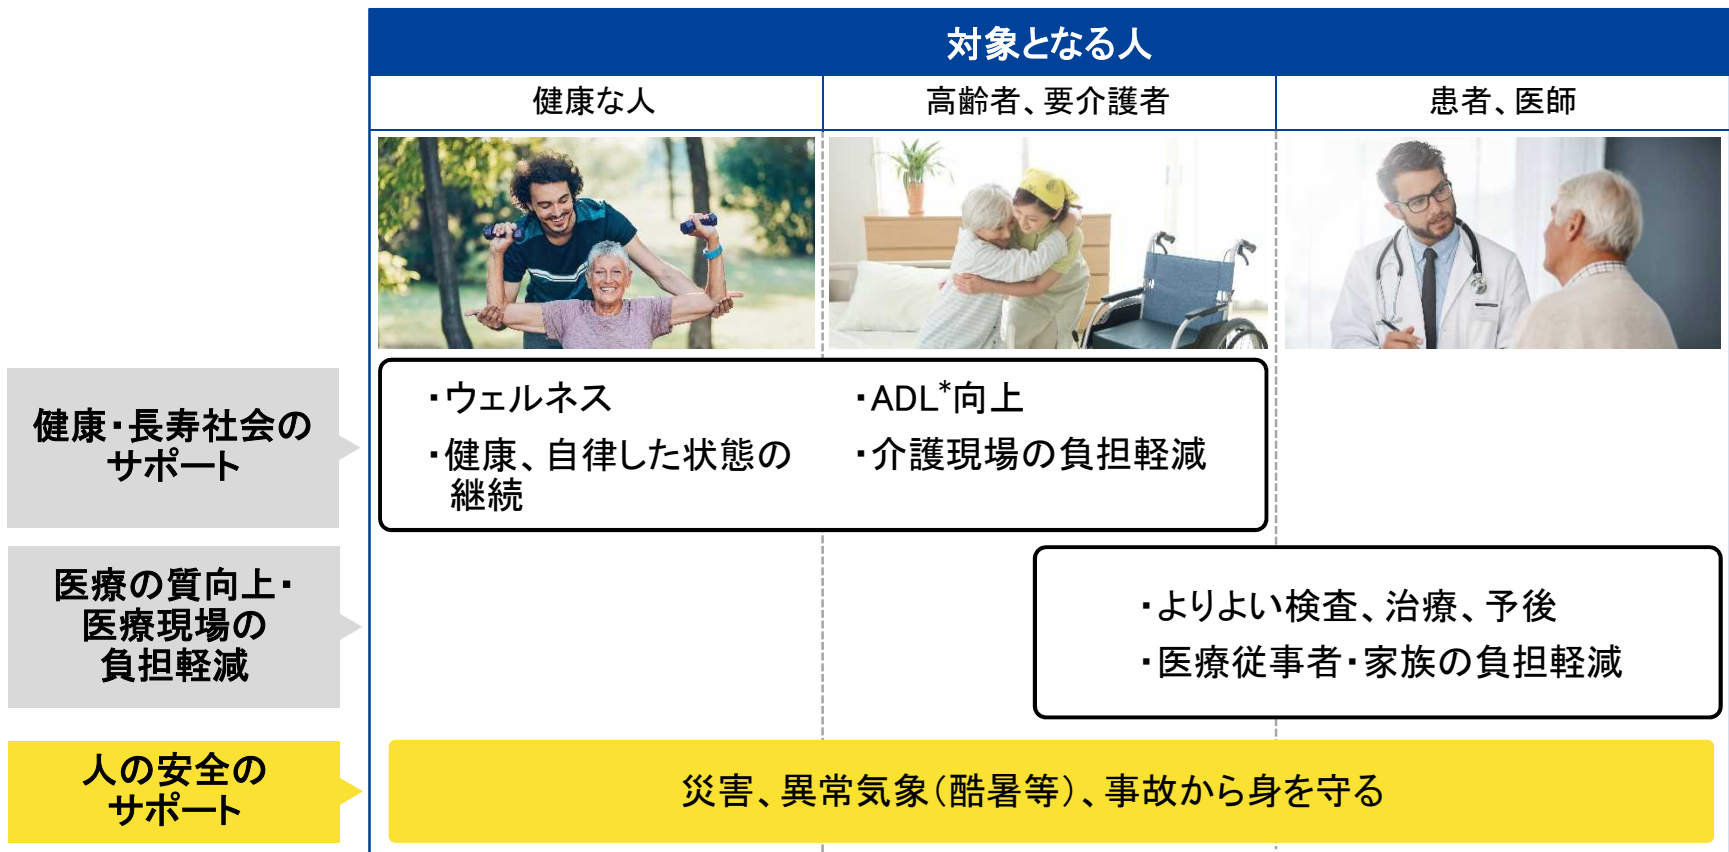 対象となる人
健康な人
高齢者、要介護者
患者、医師
健康・長寿社会の
サポート
・ウェルネス
・健康、自律した状態の
継続
・ADL*向上
・介護現場の負担軽減
医療の質向上・
医療現場の
負担軽減
・よりよい検査、治療、予後
・医療従事者・家族の負担軽減
人の安全の
サポート
災害、異常気象(酷暑等)、事故から身を守る